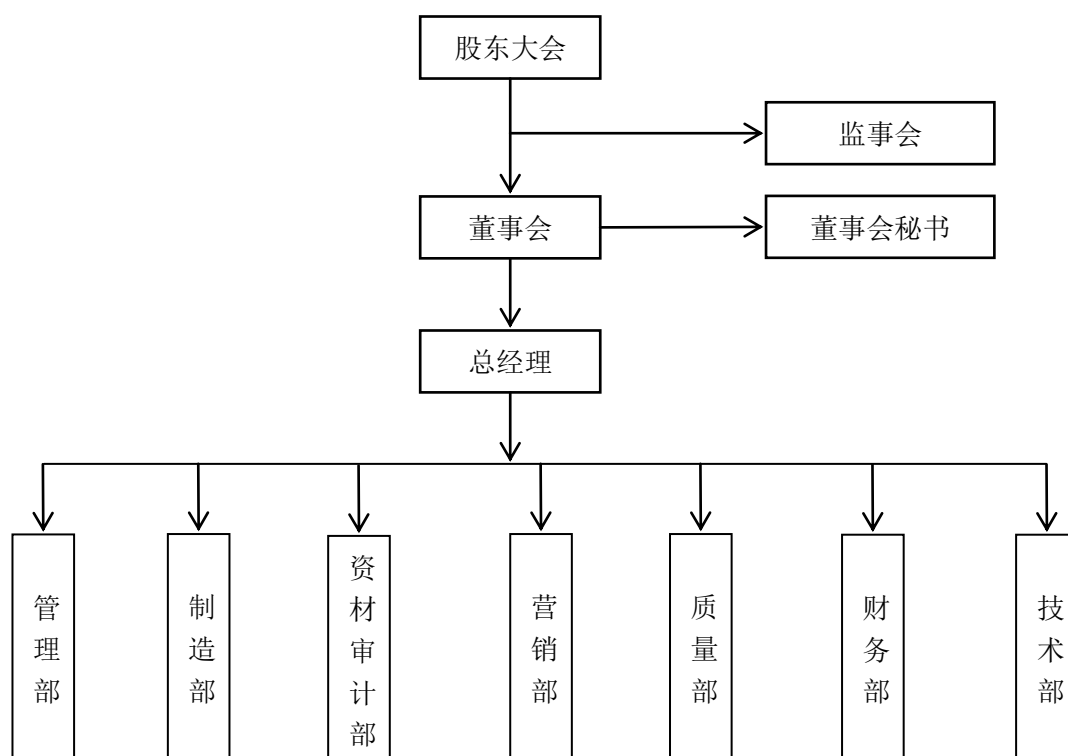 股东大会
监事会
董事会
董事会秘书
总经理
管理部
制造部
资材审计部
营销部
质量部
财务部
技术部